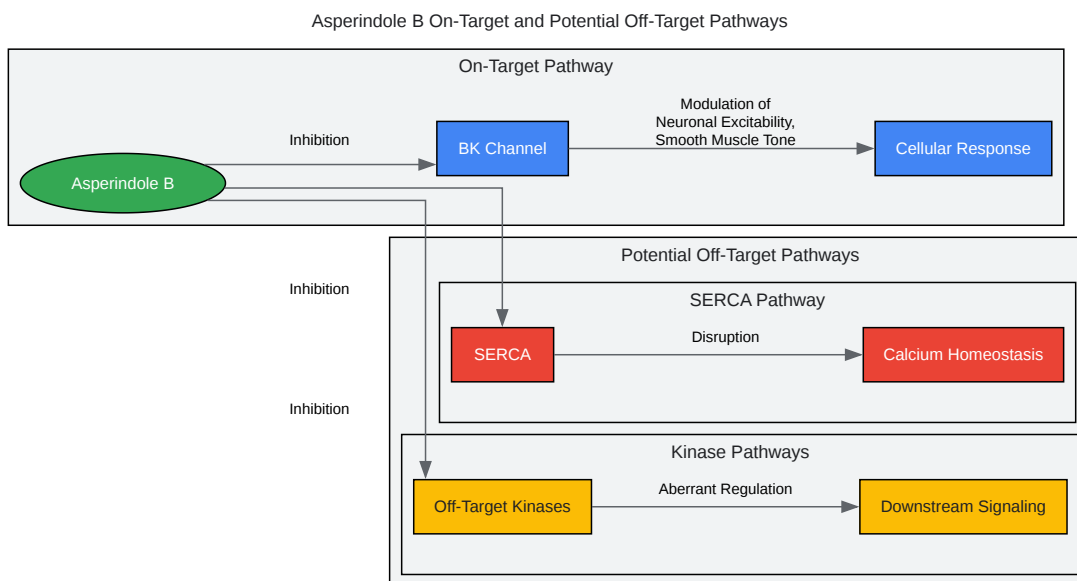 Asperindole B On-Target and Potential Off-Target Pathways
On-Target Pathway
Asperindole B
Inhibition
BK Channel
Modulation of
Neuronal Excitability,
Smooth Muscle Tone
Cellular Response
Potential Off-Target Pathways
Inhibition
SERCA Pathway
SERCA
Disruption
Calcium Homeostasis
Inhibition
Kinase Pathways
Off-Target Kinases
Aberrant Regulation
Downstream Signaling